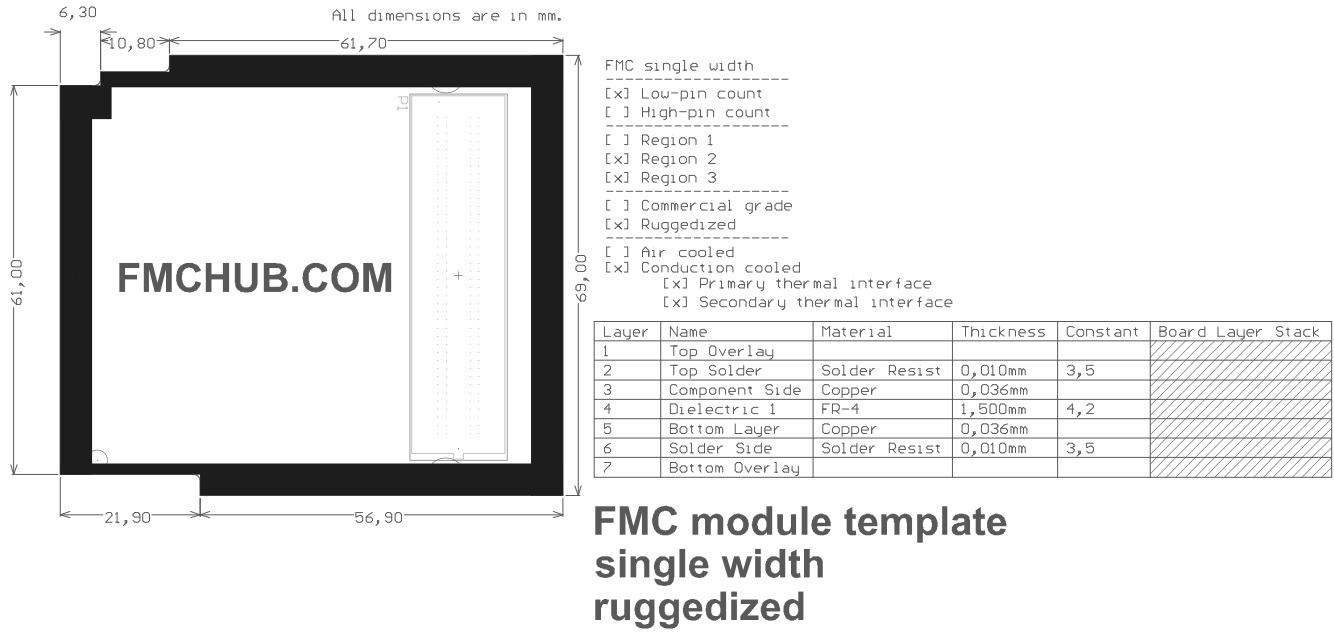 6,30
All dimensions are in mm.
10,80
61,70
P1
61,00
69,00
FMCHUB.COM
21,90
56,90
FMC single width
--------------------
[x] Low-pin count
[ ] High-pin count
--------------------
[ ] Region 1
[x] Region 2
[x] Region 3
--------------------
[ ] Commercial grade
[x] Ruggedized
--------------------
[ ] Air cooled
[x] Conduction cooled
[x] Primary thermal interface
[x] Secondary thermal interface
Layer Name Material Thickness Constant Board Layer Stack
1 Top Overlay
2 Top Solder Solder Resist 0,010mm 3,5
3 Component Side Copper 0,036mm
4 Dielectric 1 FR-4 1,500mm 4,2
5 Bottom Layer Copper 0,036mm
6 Solder Side Solder Resist 0,010mm 3,5
7 Bottom Overlay
FMC module template
single width
ruggedized